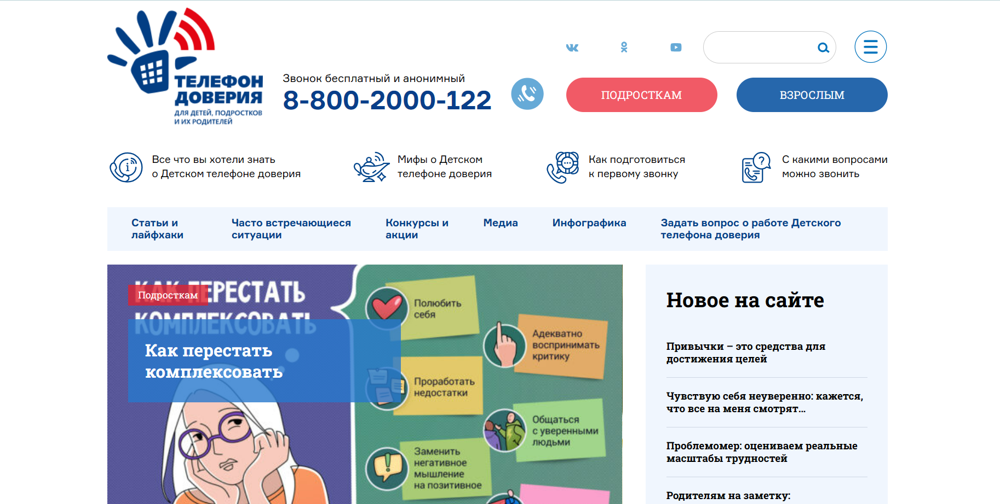 ТЕЛЕФОН
ДОВЕРИЯ
ДЛЯ ДЕТЕЙ, ПОДРОСТКОВ
И ИХ РОДИТЕЛЕЙ
Звонок бесплатный и анонимный
8-800-2000-122
ПОДРОСТКАМ
ВЗРОСЛЫМ
Все что вы хотели знать
о Детском телефоне доверия
Мифы о Детском
телефоне доверия
Как подготовиться
к первому звонку
С какими вопросами
можно звонить
Статьи и
лайфхаки
Часто встречающиеся
ситуации
Конкурсы и
акции
Медиа
Инфографика
Задать вопрос о работе Детского
телефона доверия
КАК ПЕРЕСТАТЬ
КОМПЛЕКСОВАТЬ
Подросткам
Как перестать
комплексовать
Полюбить
себя
Адекватно
воспринимать
критику
Проработать
недостатки
Общаться
с уверенными
людьми
Заменить
негативное
мышление
на позитивное
Новое на сайте
Привычки – это средства для
достижения целей
Чувствую себя неуверенно: кажется,
что все на меня смотрят...
Проблемомер: оцениваем реальные
масштабы трудностей
Родителям на заметку: